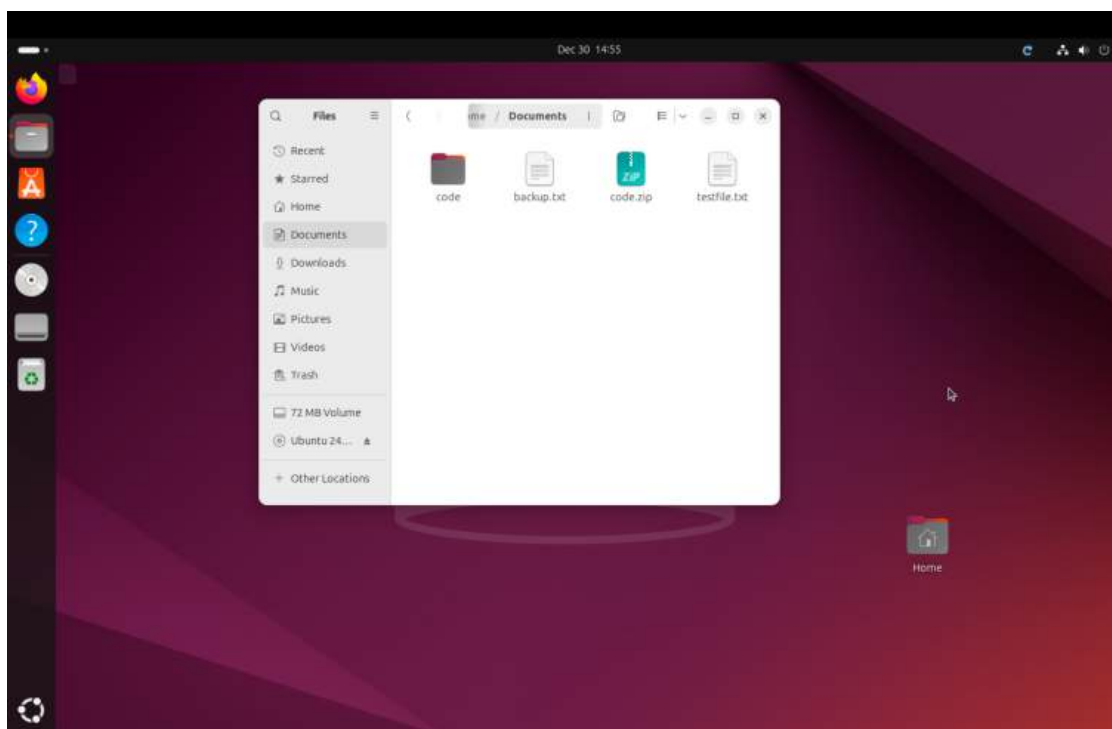 Dec 30 14:55
Files
me / Documents
Recent
Starred
Home
Documents
Downloads
Music
Pictures
Videos
Trash
72 MB Volume
Ubuntu 24...
+ Other Locations
code
backup.txt
ZIP
code.zip
testfile.txt
Home